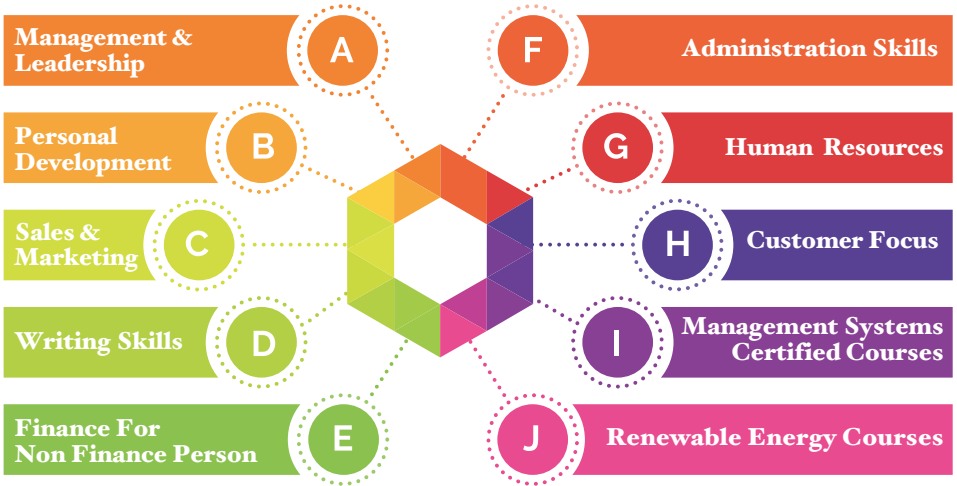 Management &
Leadership
A
Personal
Development
B
Sales &
Marketing
C
Writing Skills
D
Finance For
Non Finance Person
E
F
Administration Skills
G
Human Resources
H
Customer Focus
I
Management Systems
Certified Courses
J
Renewable Energy Courses